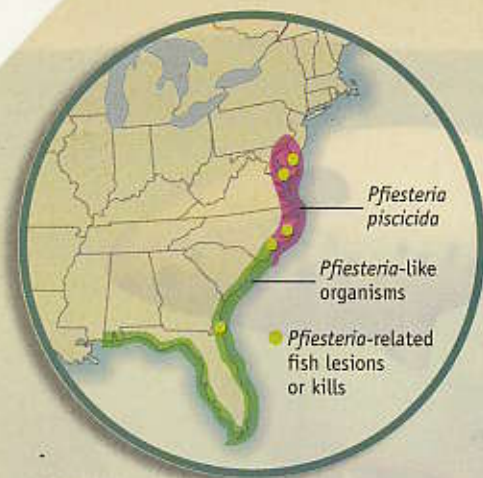 Pfiesteria
piscicida
Pfiesteria-like
organisms
Pfiesteria-related
fish lesions
or kills